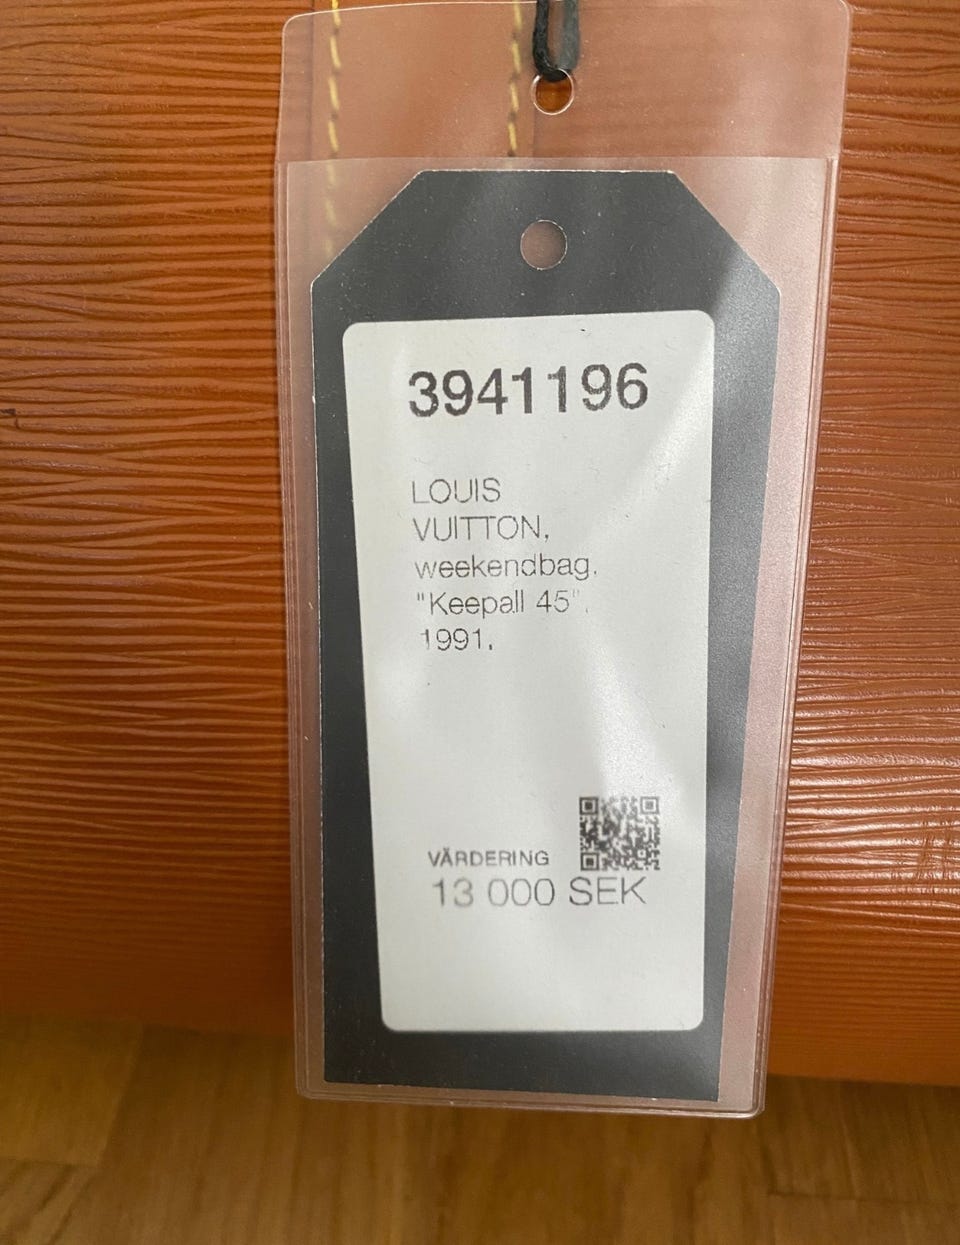 3941196
LOUIS
VUITTON,
weekendbag,
"Keepall 45",
1991.
VÄRDERING
13 000 SEK